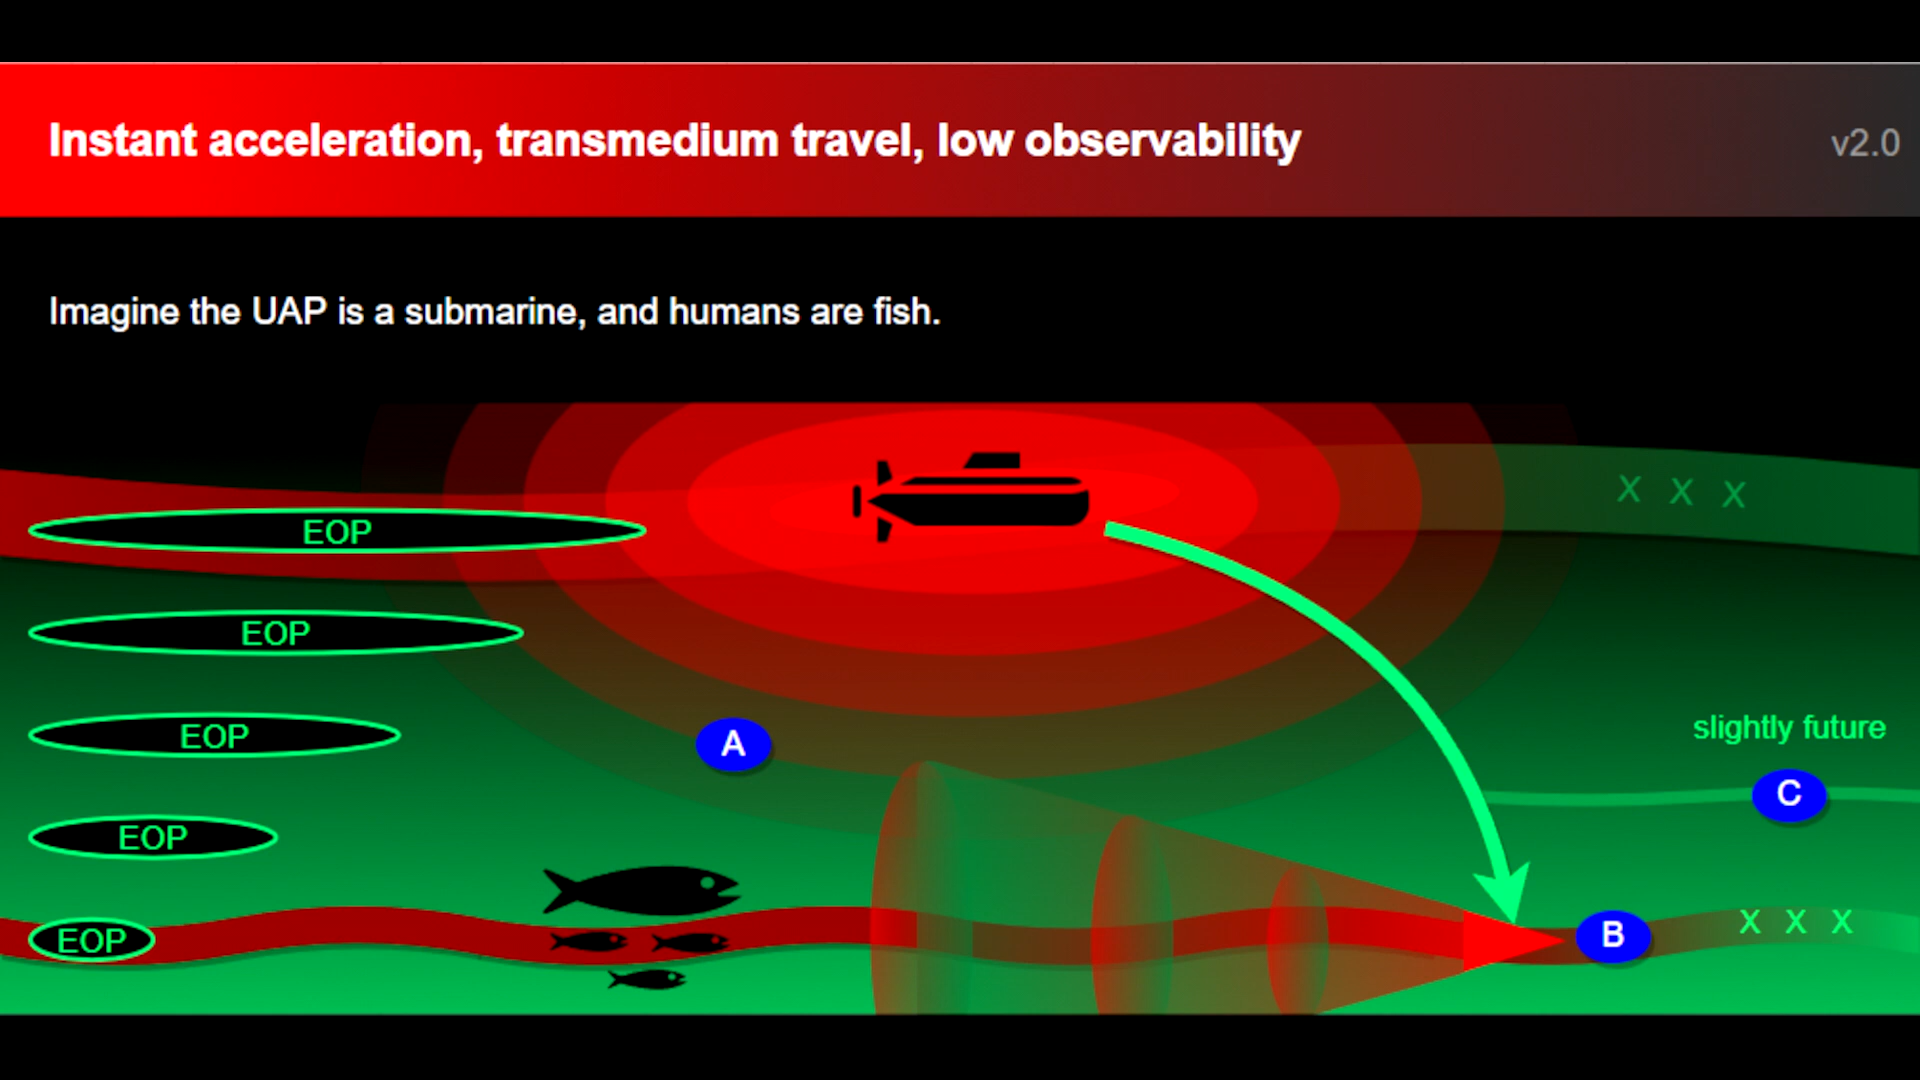 Instant acceleration, transmedium travel, low observability
v2.0
Imagine the UAP is a submarine, and humans are fish.
X X X
EOP
EOP
EOP
A
slightly future
C
EOP
EOP
B
X X X